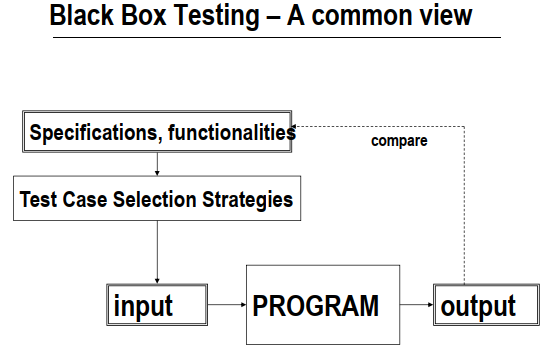 Black Box Testing – A common view
Specifications, functionalities
compare
Test Case Selection Strategies
input
PROGRAM
output